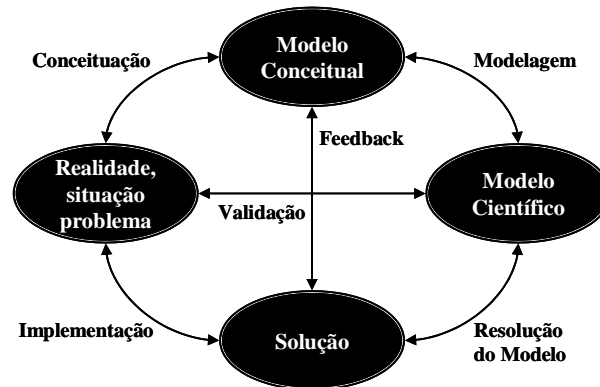 Modelo
Conceitual
Conceituação
Modelagem
Feedback
Realidade,
situação
problema
Modelo
Científico
Validação
Implementação
Solução
Resolução
do Modelo